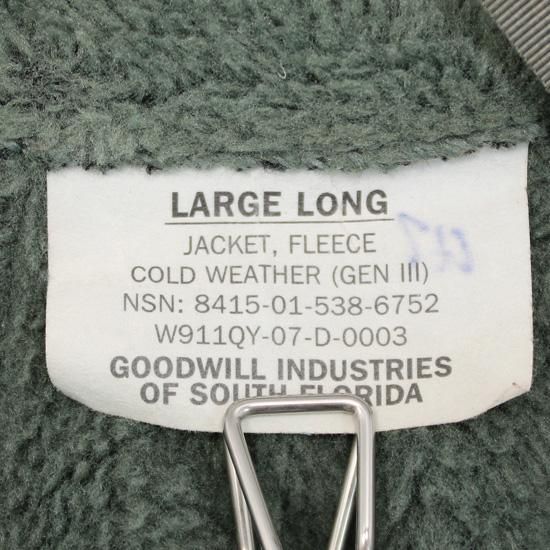 LARGE LONG
JACKET, FLEECE
COLD WEATHER (GEN III)
NSN: 8415-01-538-6752
W911QY-07-D-0003
GOODWILL INDUSTRIES
OF SOUTH FLORIDA